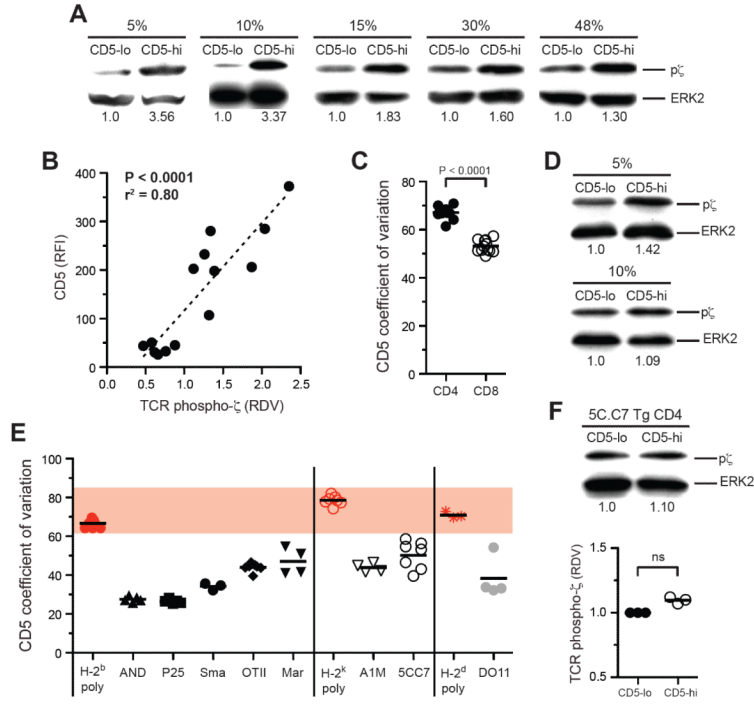 A
5% 10% 15% 30% 48%
CD5-lo CD5-hi CD5-lo CD5-hi CD5-lo CD5-hi CD5-lo CD5-hi CD5-lo CD5-hi
pζ
ERK2
1.0 3.56 1.0 3.37 1.0 1.83 1.0 1.60 1.0 1.30
B
P < 0.0001
r² = 0.80
CD5 (RFI)
400
300
200
100
0
0.0 0.5 1.0 1.5 2.0 2.5
TCR phospho-ζ (RDV)
C
P < 0.0001
CD5 coefficient of variation
80
60
40
20
0
CD4 CD8
D
5%
CD5-lo CD5-hi
pζ
ERK2
1.0 1.42
10%
CD5-lo CD5-hi
pζ
ERK2
1.0 1.09
E
CD5 coefficient of variation
100
80
60
40
20
0
H-2ᵇ poly AND P25 Sma OTII Mar H-2ᵏ poly A1M 5CC7 H-2ᵈ poly DO11
F
5C.C7 Tg CD4
CD5-lo CD5-hi
pζ
ERK2
1.0 1.10
TCR phospho-ζ (RDV)
1.5
ns
1.0
0.5
CD5-lo CD5-hi